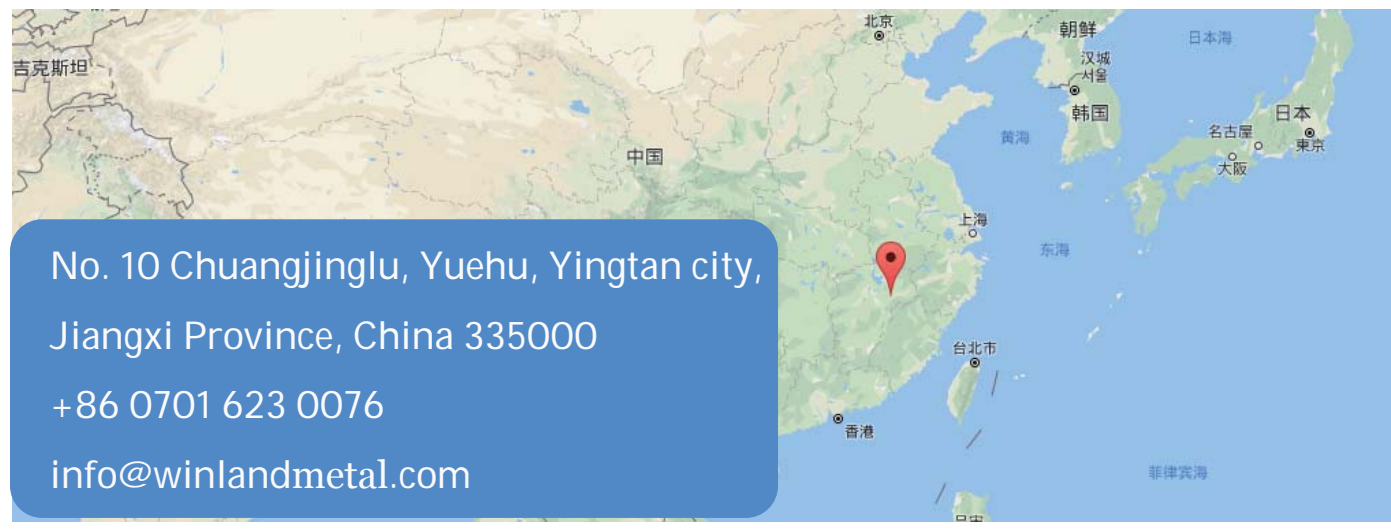 北京
朝鲜
日本海
吉克斯坦
汉城
서울
韩国
日本
黄海
名古屋
東京
中国
大阪
上海
东海
No. 10 Chuangjinglu, Yuehu, Yingtan city,
Jiangxi Province, China 335000
+86 0701 623 0076
info@winlandmetal.com
台北市
香港
菲律宾海